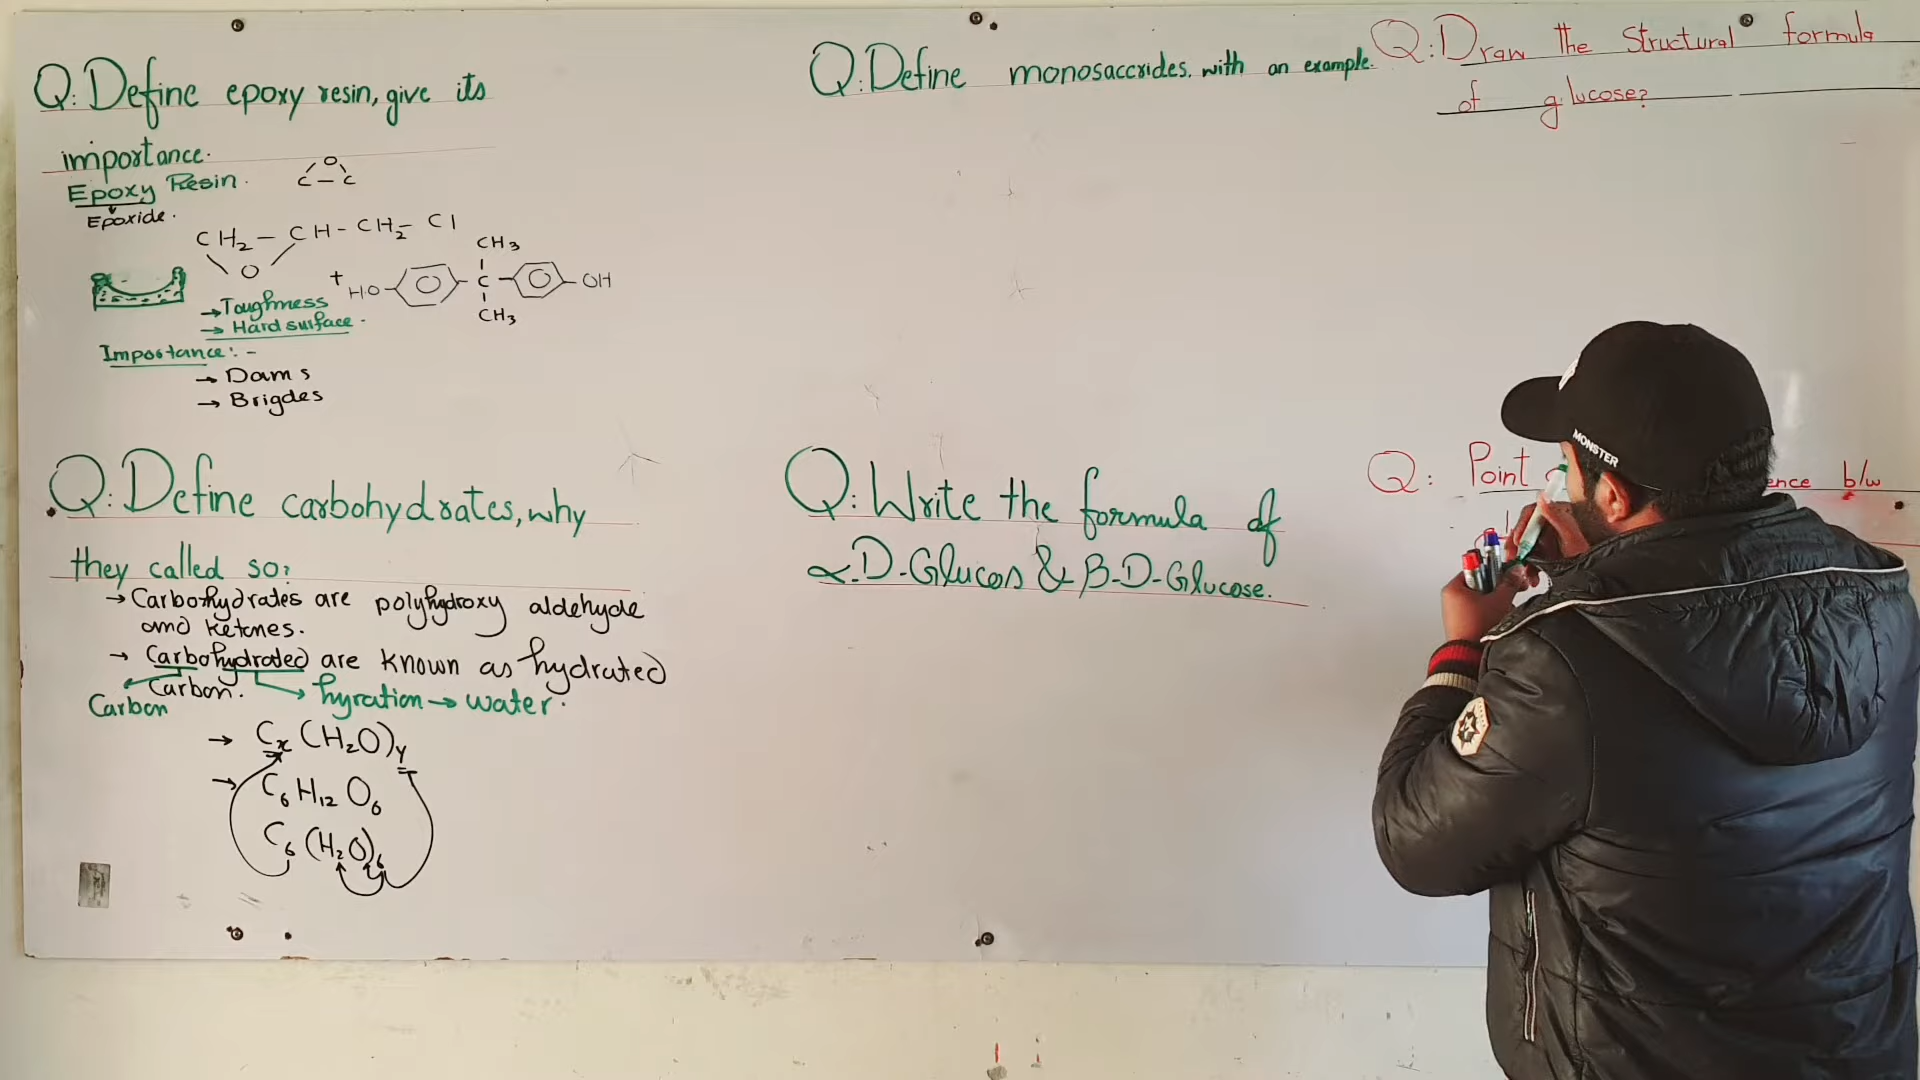 Q: Define epoxy resin, give its
importance.
Epoxy Resin.
Epoxide.
O
C – C
CH2 – CH - CH2 – Cl
O
+
CH3
HO – C – OH
CH3
→ Toughness
→ Hard surface.
Importance: -
→ Dams
→ Brigdes
Q: Define carbohydrates, why
they called so?
→ Carbohydrates are polyhydroxy aldehyde
and ketones.
→ Carbohydrated are known as hydrated
Carbon.
Carbon
→ hyration → water.
→ Cx (H2O)y
→ C6 H12 O6
C6 (H2O)6
Q: Define monosaccrides. with an example.
Q: Write the formula of
α.D-Glucos & β-D-Glucose.
Q: Draw the Structural formula
of glucose?
Q: Point ence b/w
MONSTER